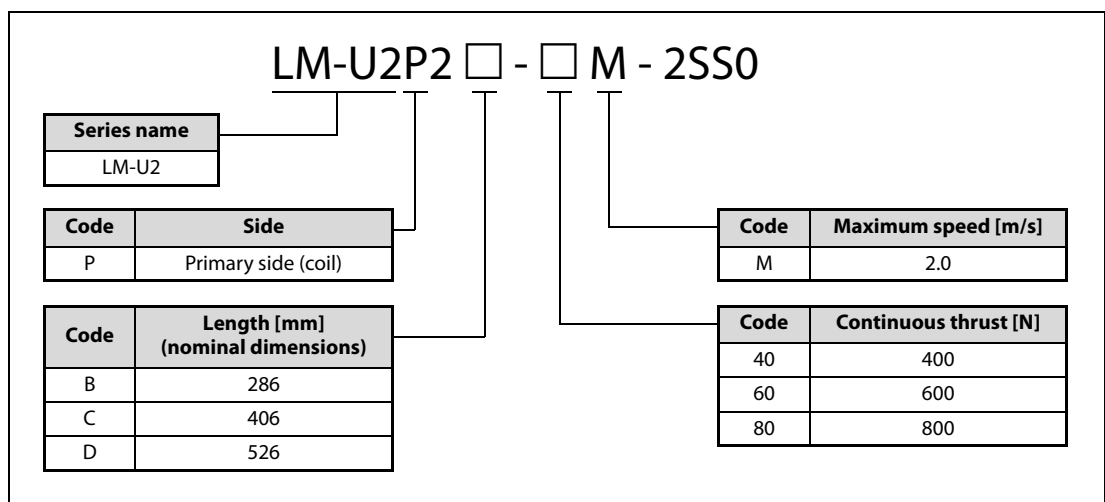 LM-U2P2 □ - □ M - 2SS0
Series name
LM-U2
Code Side
P Primary side (coil)
Code Length [mm]
(nominal dimensions)
B 286
C 406
D 526
Code Maximum speed [m/s]
M 2.0
Code Continuous thrust [N]
40 400
60 600
80 800